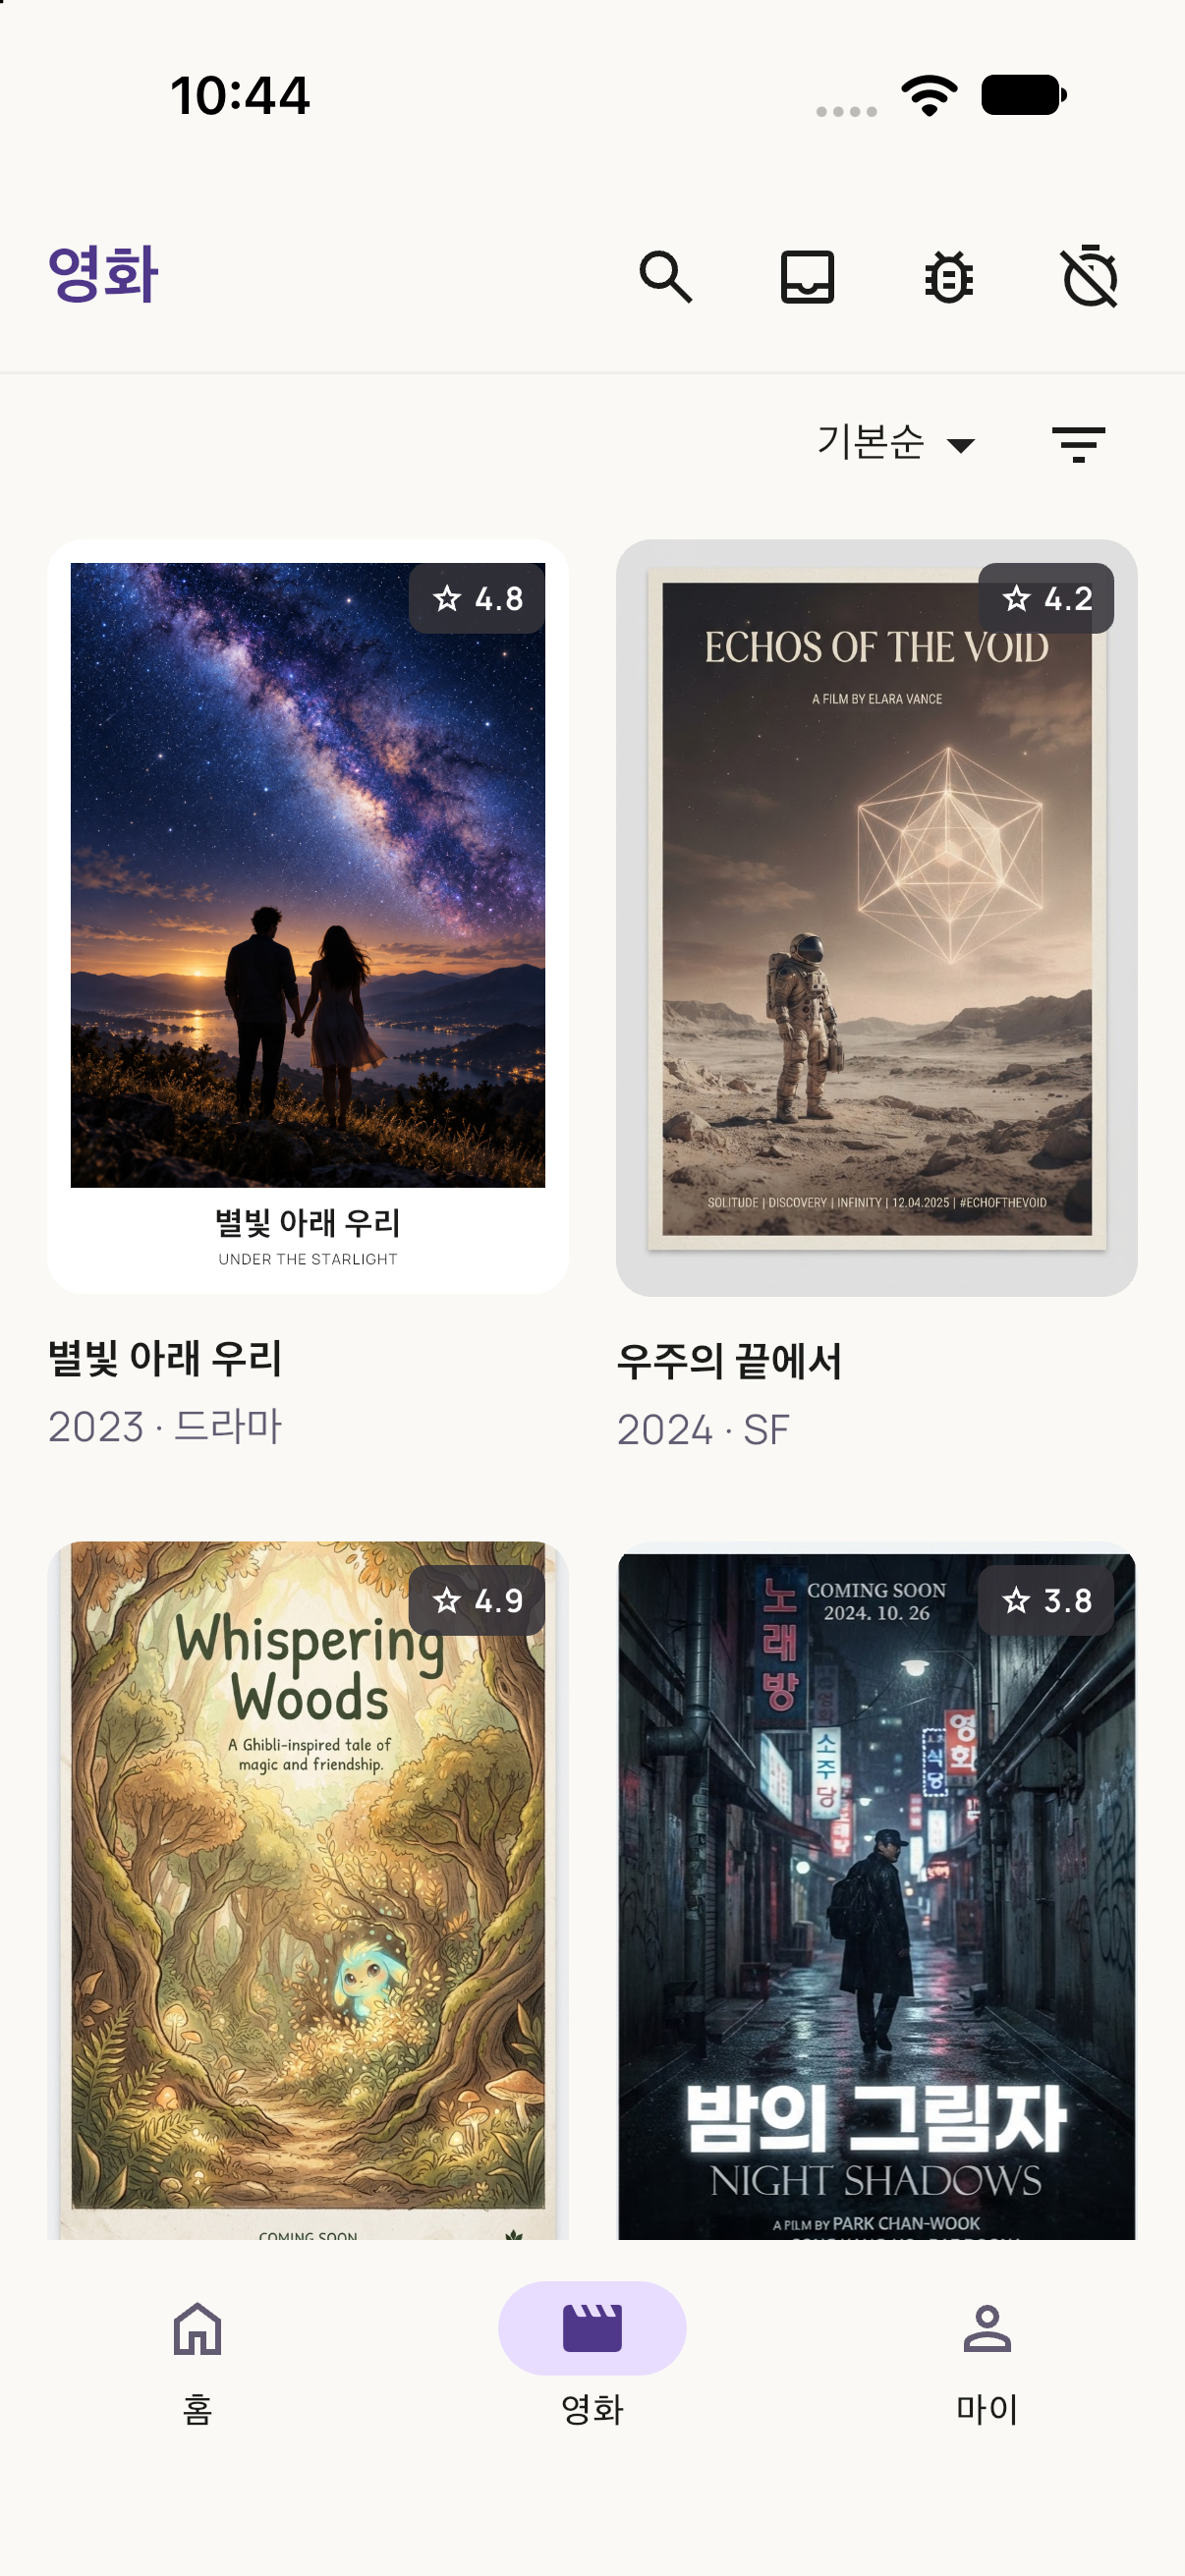 10:44
영화
기본순
4.8
별빛 아래 우리
UNDER THE STARLIGHT
4.2
ECHOS OF THE VOID
A FILM BY ELARA VANCE
SOLITUDE | DISCOVERY | INFINITY | 12.04.2025 | #ECHOFTHEVOID
별빛 아래 우리
2023 · 드라마
우주의 끝에서
2024 · SF
4.9
Whispering
Woods
A Ghibli-inspired tale of
magic and friendship.
COMING SOON
3.8
COMING SOON
2024. 10. 26
노래방
소주당
식당
영화
밤의 그림자
NIGHT SHADOWS
A FILM BY PARK CHAN-WOOK
홈
영화
마이